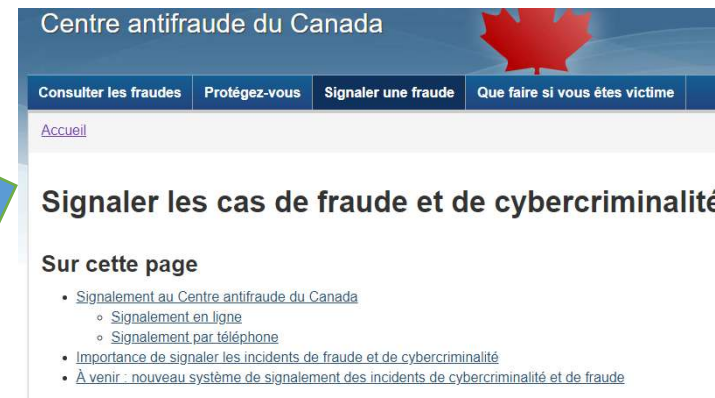 Centre antifraude du Canada
Consulter les fraudes Protégez-vous Signaler une fraude Que faire si vous êtes victime
Accueil
Signaler les cas de fraude et de cybercriminalité
Sur cette page
Signalement au Centre antifraude du Canada
Signalement en ligne
Signalement par téléphone
Importance de signaler les incidents de fraude et de cybercriminalité
À venir : nouveau système de signalement des incidents de cybercriminalité et de fraude